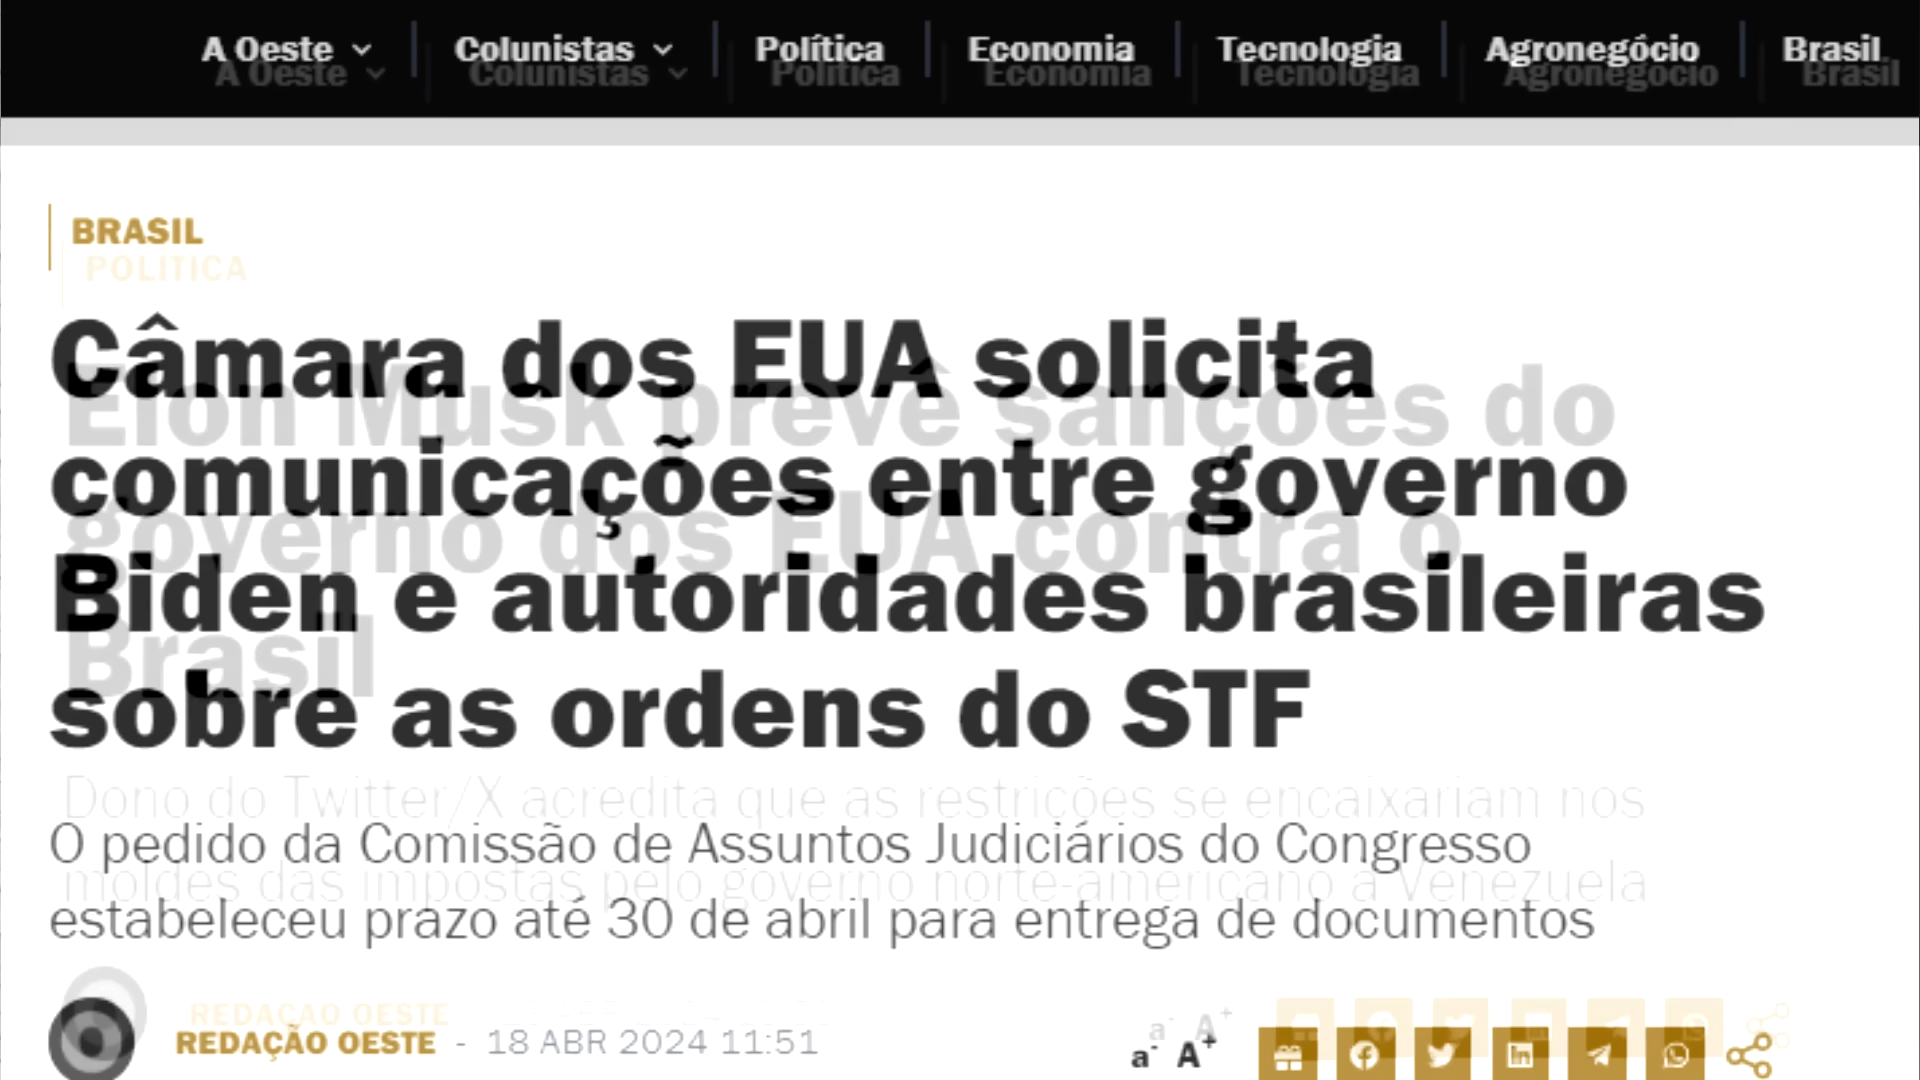 A Oeste Colunistas Política Economia Tecnologia Agronegócio Brasil
A Oeste Colunistas Política Economia Tecnologia Agronegócio Brasil
BRASIL
POLÍTICA
Câmara dos EUA solicita
Elon Musk prevê sanções do
comunicações entre governo
governo dos EUA contra o
Biden e autoridades brasileiras
Brasil
sobre as ordens do STF
Dono do Twitter/X acredita que as restrições se encaixariam nos
O pedido da Comissão de Assuntos Judiciários do Congresso
moldes das impostas pelo governo norte-americano à Venezuela
estabeleceu prazo até 30 de abril para entrega de documentos
REDAÇÃO OESTE
a- A+
REDAÇÃO OESTE - 18 ABR 2024 11:51
a- A+